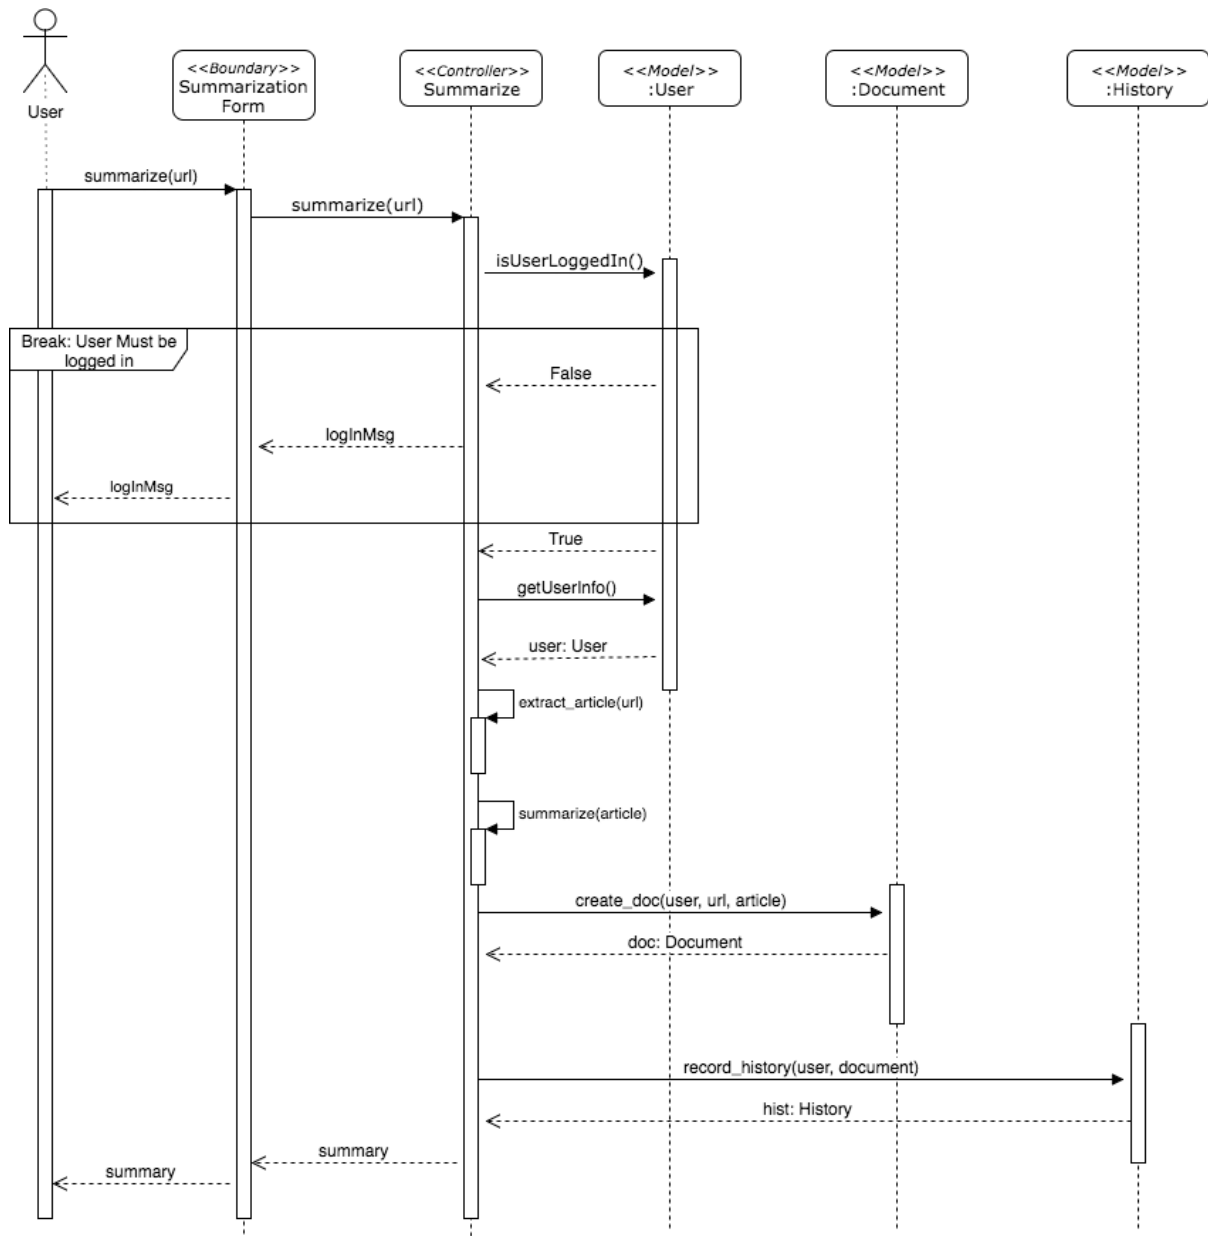 User
<<Boundary>>
Summarization
Form
<<Controller>>
Summarize
<<Model>>
:User
<<Model>>
:Document
<<Model>>
:History
summarize(url)
summarize(url)
isUserLoggedIn()
Break: User Must be
logged in
False
logInMsg
logInMsg
True
getUserInfo()
user: User
extract_article(url)
summarize(article)
create_doc(user, url, article)
doc: Document
record_history(user, document)
hist: History
summary
summary